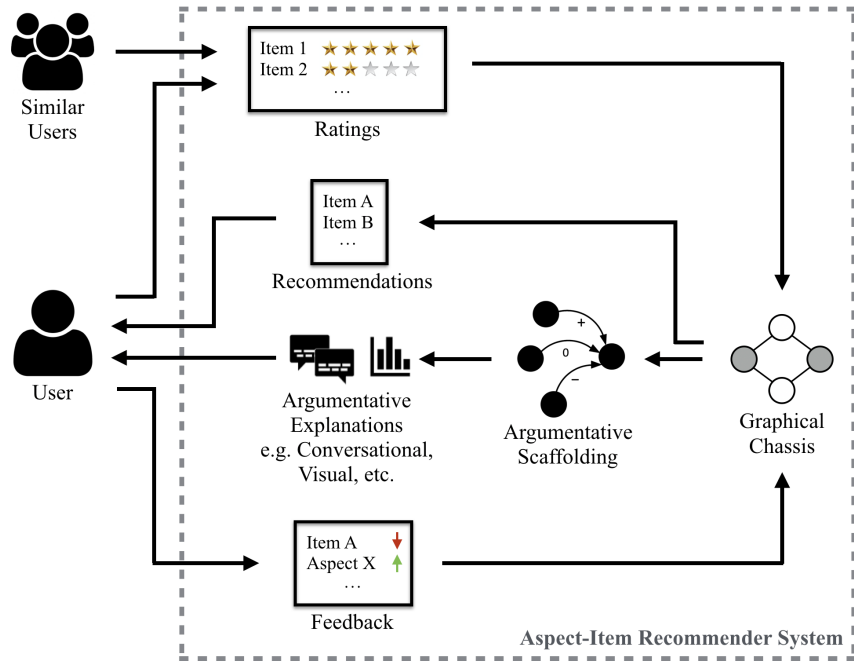 Similar
Users
Item 1
Item 2
…
Ratings
Item A
Item B
…
Recommendations
User
Argumentative
Explanations
e.g. Conversational,
Visual, etc.
+
0
−
Argumentative
Scaffolding
Graphical
Chassis
Item A
Aspect X
…
Feedback
Aspect-Item Recommender System